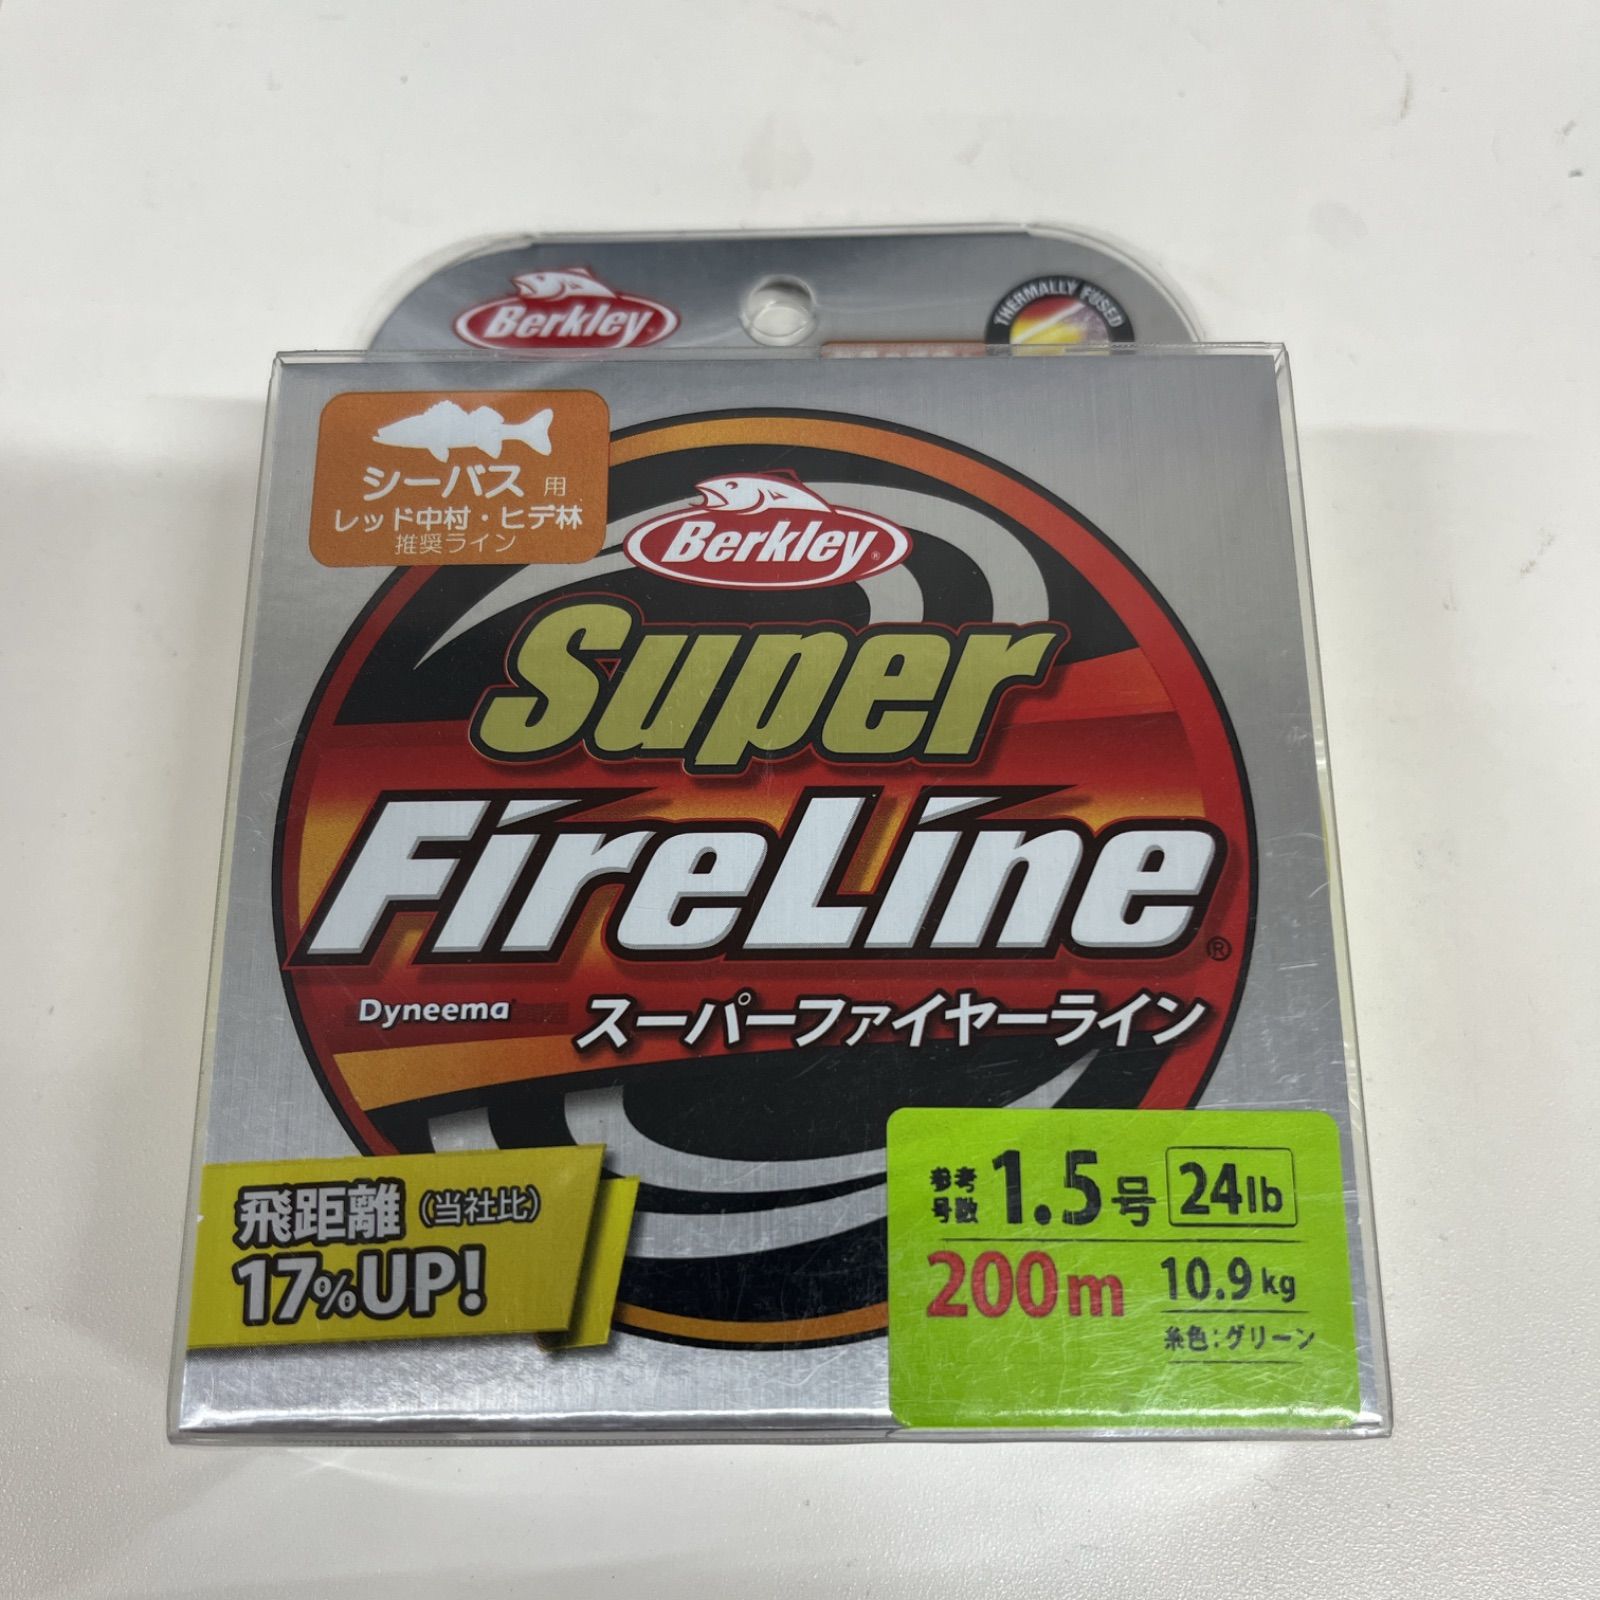 Berkley
THERMALLY FUSED
シーバス 用
レッド中村・ヒデ林
推奨ライン
Berkley®
Super
FireLine®
Dyneema
スーパーファイヤーライン
飛距離 (当社比)
17%UP!
参考号数 1.5号 24lb
200m 10.9kg
糸色:グリーン